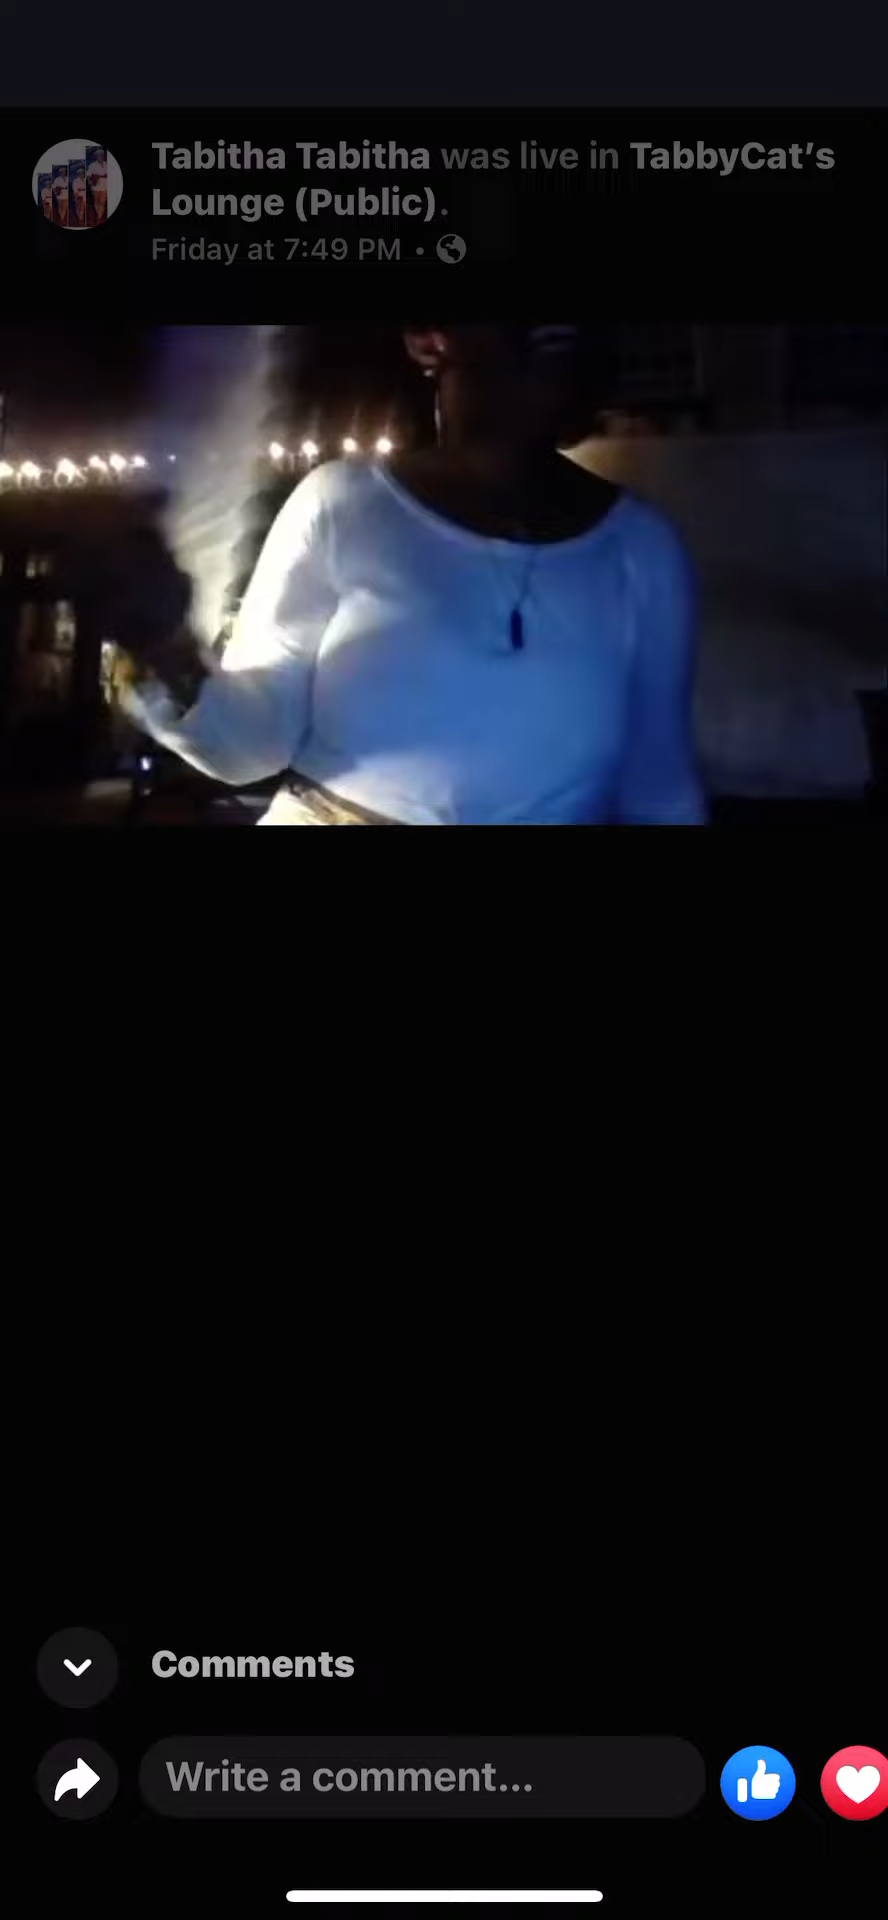 Tabitha Tabitha was live in TabbyCat's
Lounge (Public).
Friday at 7:49 PM •
Comments
Write a comment...